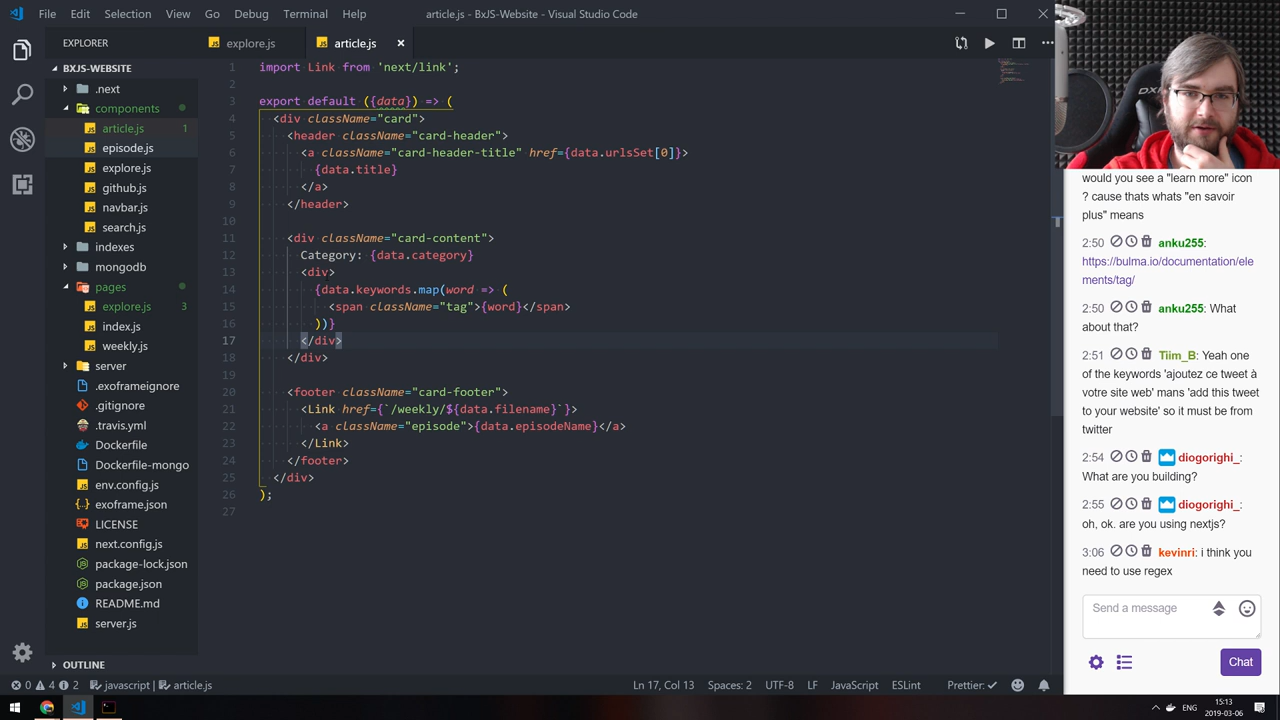 File Edit Selection View Go Debug Terminal Help article.js - BxJS-Website - Visual Studio Code
EXPLORER
explore.js
article.js
BXJS-WEBSITE
.next
components
article.js 1
episode.js
explore.js
github.js
navbar.js
search.js
indexes
mongodb
pages
explore.js 3
index.js
weekly.js
server
.exoframeignore
.gitignore
.travis.yml
Dockerfile
Dockerfile-mongo
env.config.js
exoframe.json
LICENSE
next.config.js
package-lock.json
package.json
README.md
server.js
OUTLINE
1 import Link from 'next/link';
2
3 export default ({data}) => (
4 <div className="card">
5 <header className="card-header">
6 <a className="card-header-title" href={data.urlsSet[0]}>
7 {data.title}
8 </a>
9 </header>
10
11 <div className="card-content">
12 Category: {data.category}
13 <div>
14 {data.keywords.map(word => (
15 <span className="tag">{word}</span>
16 ))}
17 </div>
18 </div>
19
20 <footer className="card-footer">
21 <Link href={`/weekly/${data.filename}`}>
22 <a className="episode">{data.episodeName}</a>
23 </Link>
24 </footer>
25 </div>
26 );
27
would you see a "learn more" icon
? cause thats whats "en savoir
plus" means
2:50 anku255:
https://bulma.io/documentation/ele
ments/tag/
2:50 anku255: What
about that?
2:51 Tiim_B: Yeah one
of the keywords 'ajoutez ce tweet à
votre site web' mans 'add this tweet
to your website' so it must be from
twitter
2:54 diogorighi_:
What are you building?
2:55 diogorighi_:
oh, ok. are you using nextjs?
3:06 kevinri: i think you
need to use regex
Send a message
Chat
0 4 2 javascript | article.js Ln 17, Col 13 Spaces: 2 UTF-8 LF JavaScript ESLint Prettier: ✓
ENG
15:13
2019-03-06